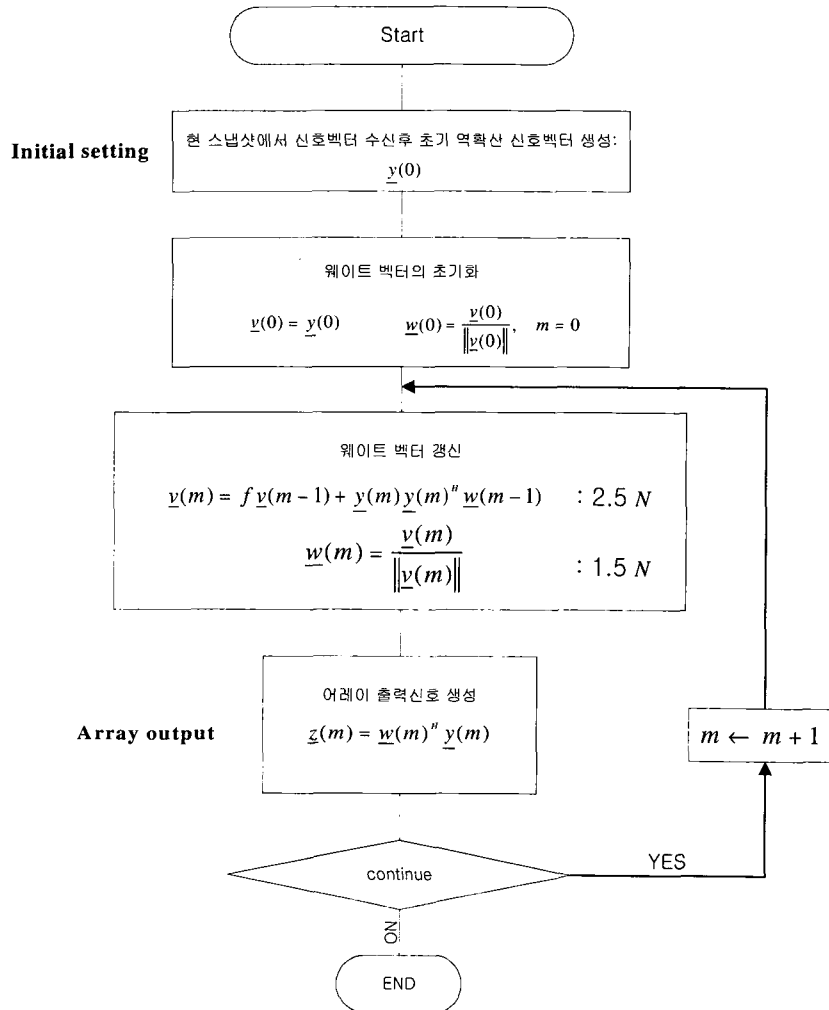 Start
Initial setting
현 스냅샷에서 신호벡터 수신후 초기 역확산 신호벡터 생성:
y(0)
웨이트 벡터의 초기화
v(0) = y(0) w(0) = v(0) / ‖v(0)‖, m = 0
웨이트 벡터 갱신
v(m) = f v(m − 1) + y(m) y(m)^H w(m − 1) : 2.5 N
w(m) = v(m) / ‖v(m)‖ : 1.5 N
어레이 출력신호 생성
Array output
z(m) = w(m)^H y(m)
m ← m + 1
continue
YES
NO
END